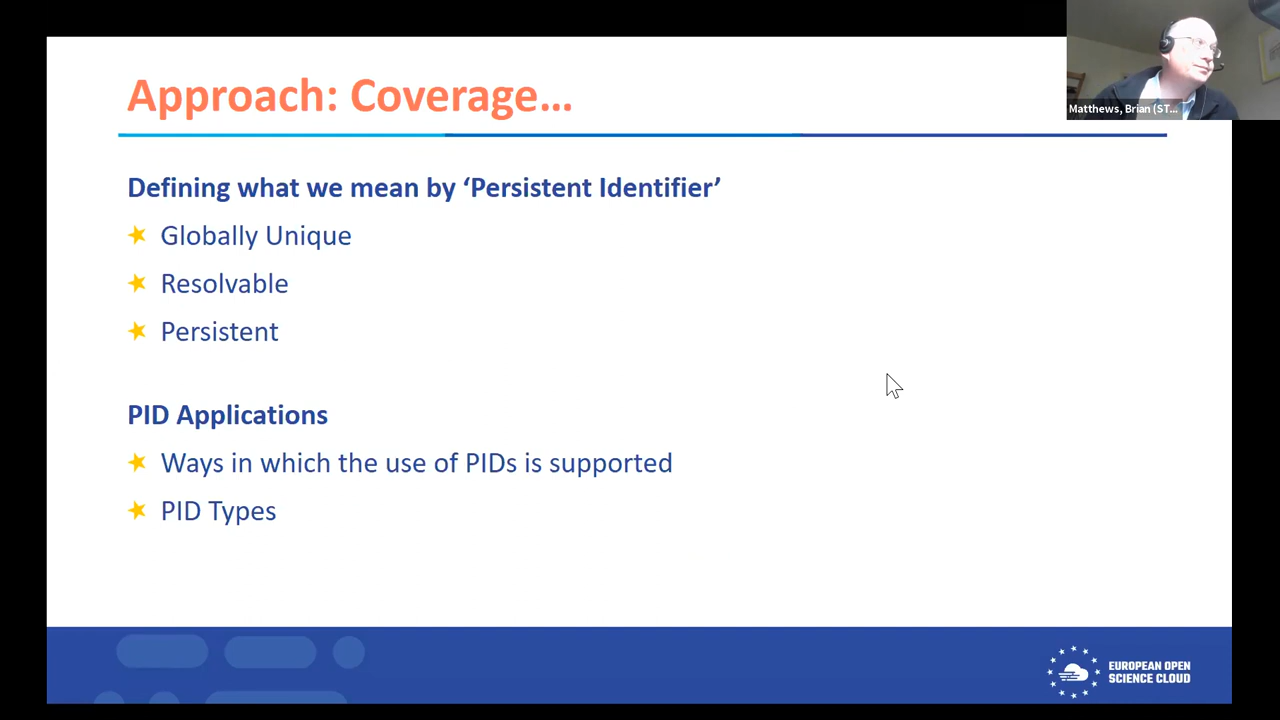 Approach: Coverage...
Matthews, Brian (ST...
Defining what we mean by ‘Persistent Identifier’
Globally Unique
Resolvable
Persistent
PID Applications
Ways in which the use of PIDs is supported
PID Types
EUROPEAN OPEN
SCIENCE CLOUD